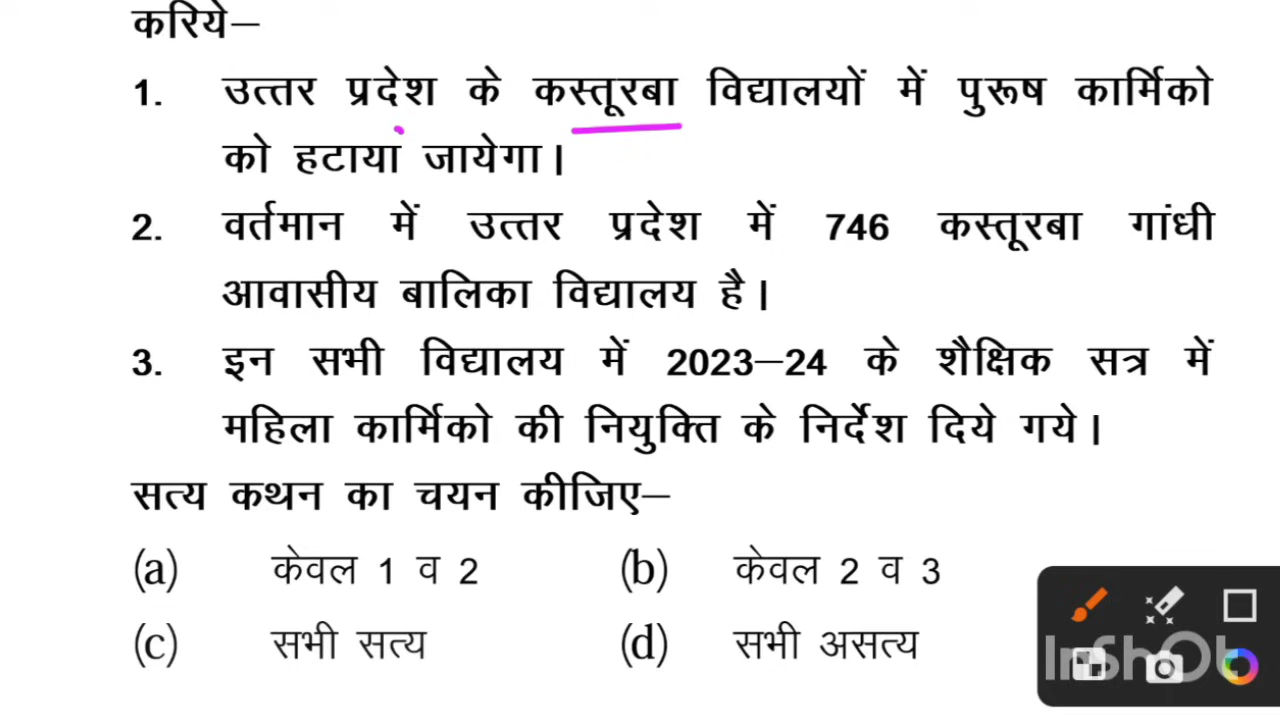 करिये–
1. उत्तर प्रदेश के कस्तूरबा विद्यालयों में पुरूष कार्मिको
को हटाया जायेगा।
2. वर्तमान में उत्तर प्रदेश में 746 कस्तूरबा गांधी
आवासीय बालिका विद्यालय है।
3. इन सभी विद्यालय में 2023–24 के शैक्षिक सत्र में
महिला कार्मिको की नियुक्ति के निर्देश दिये गये।
सत्य कथन का चयन कीजिए–
(a) केवल 1 व 2 (b) केवल 2 व 3
(c) सभी सत्य (d) सभी असत्य
InShOt